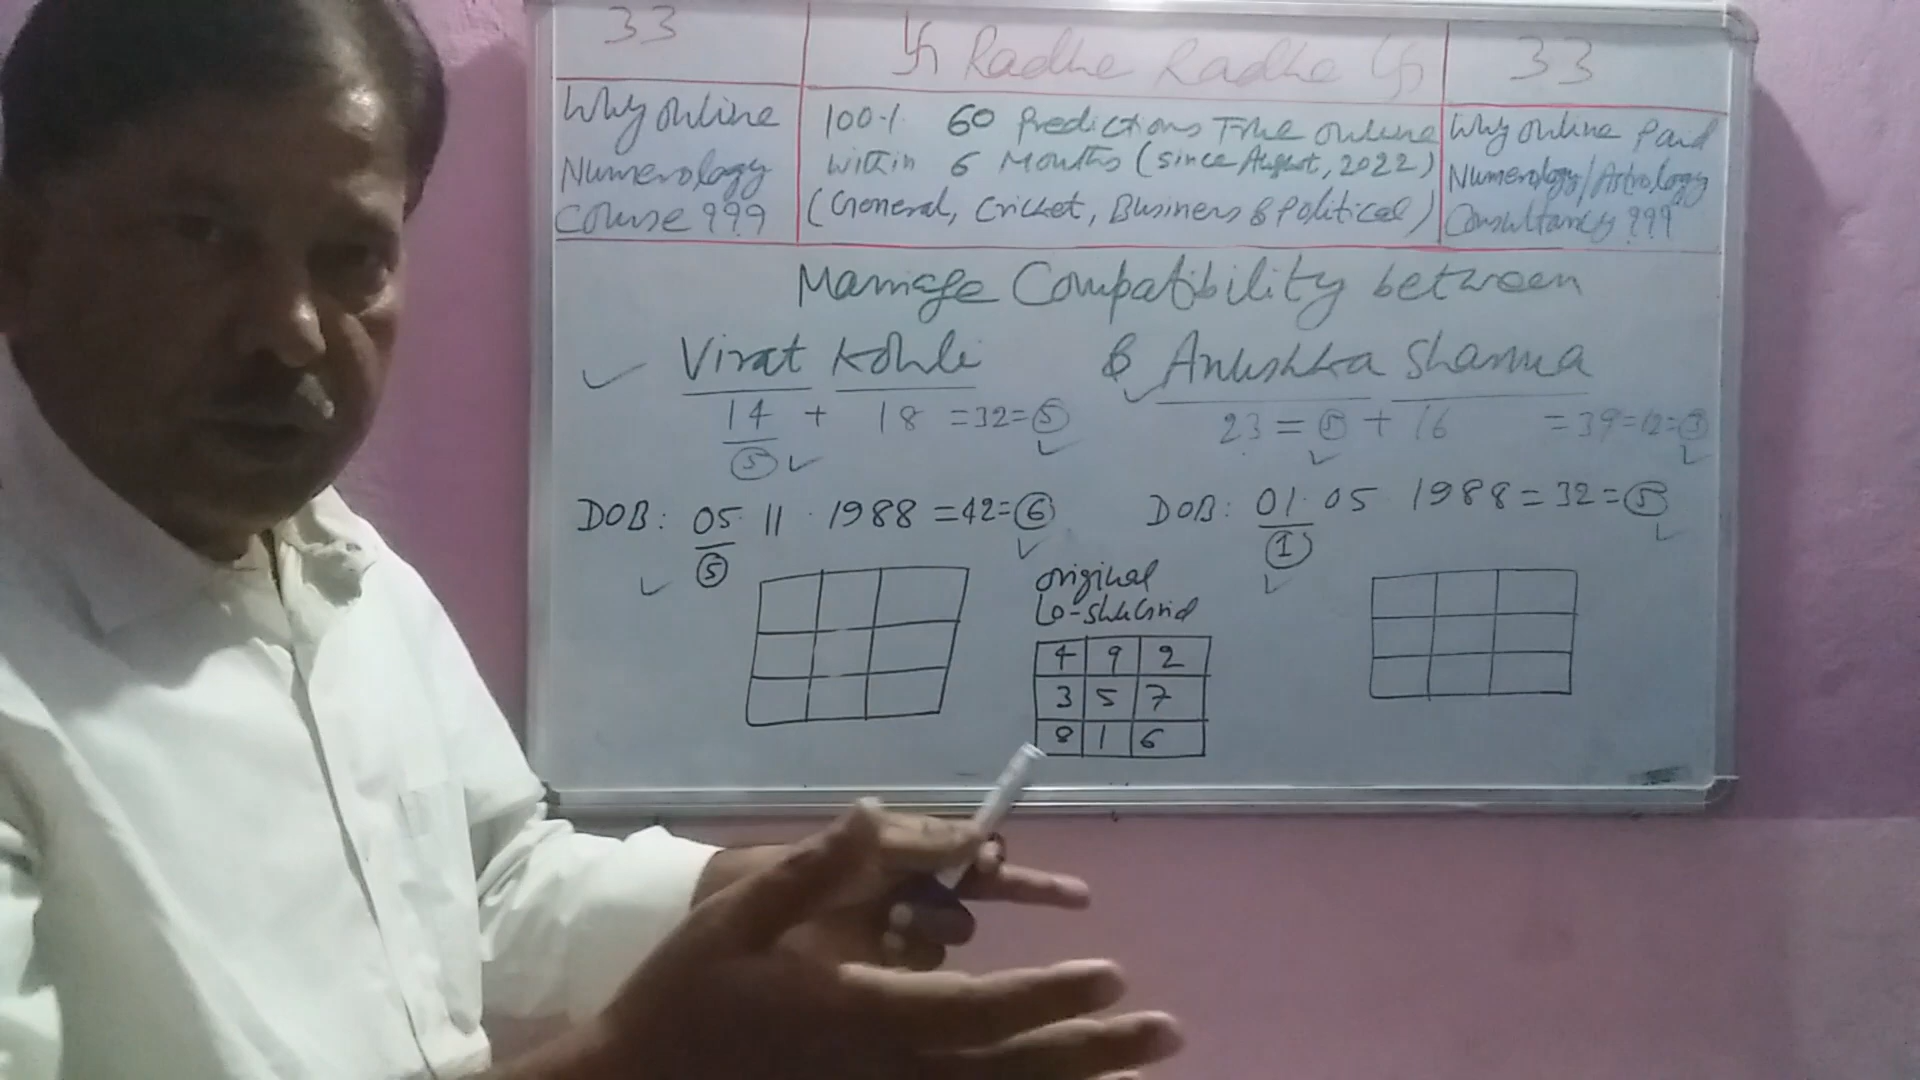 33
卐 Radhe Radhe 卐
33
Why online
Numerology
Course ???
100% 60 Predictions True online
within 6 Months (since August, 2022)
(General, Cricket, Business & Political)
Why online Paid
Numerology/Astrology
Consultancy ???
Marriage Compatibility between
✓ Virat Kohli & Anushka Sharma
14 + 18 = 32 = 5
5
23 = 5 + 16 = 39 = 12 = 3
DOB: 05 11 1988 = 42 = 6
5
DOB: 01 05 1988 = 32 = 5
1
original
Lo-Shu Grid
4 9 2
3 5 7
8 1 6